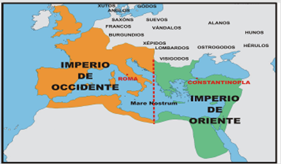 XUTOS
GODOS
ANGLOS
SAXONS
SUEVOS
FRANCOS
VÁNDALOS
ALANOS
BURGUNDIOS
HUNOS
XÉPIDOS
LOMBARDOS
OSTROGODOS
HÉRULOS
VISIGODOS
IMPERIO
DE
OCCIDENTE
ROMA
CONSTANTINOPLA
Mare Nostrum
IMPERIO
DE
ORIENTE